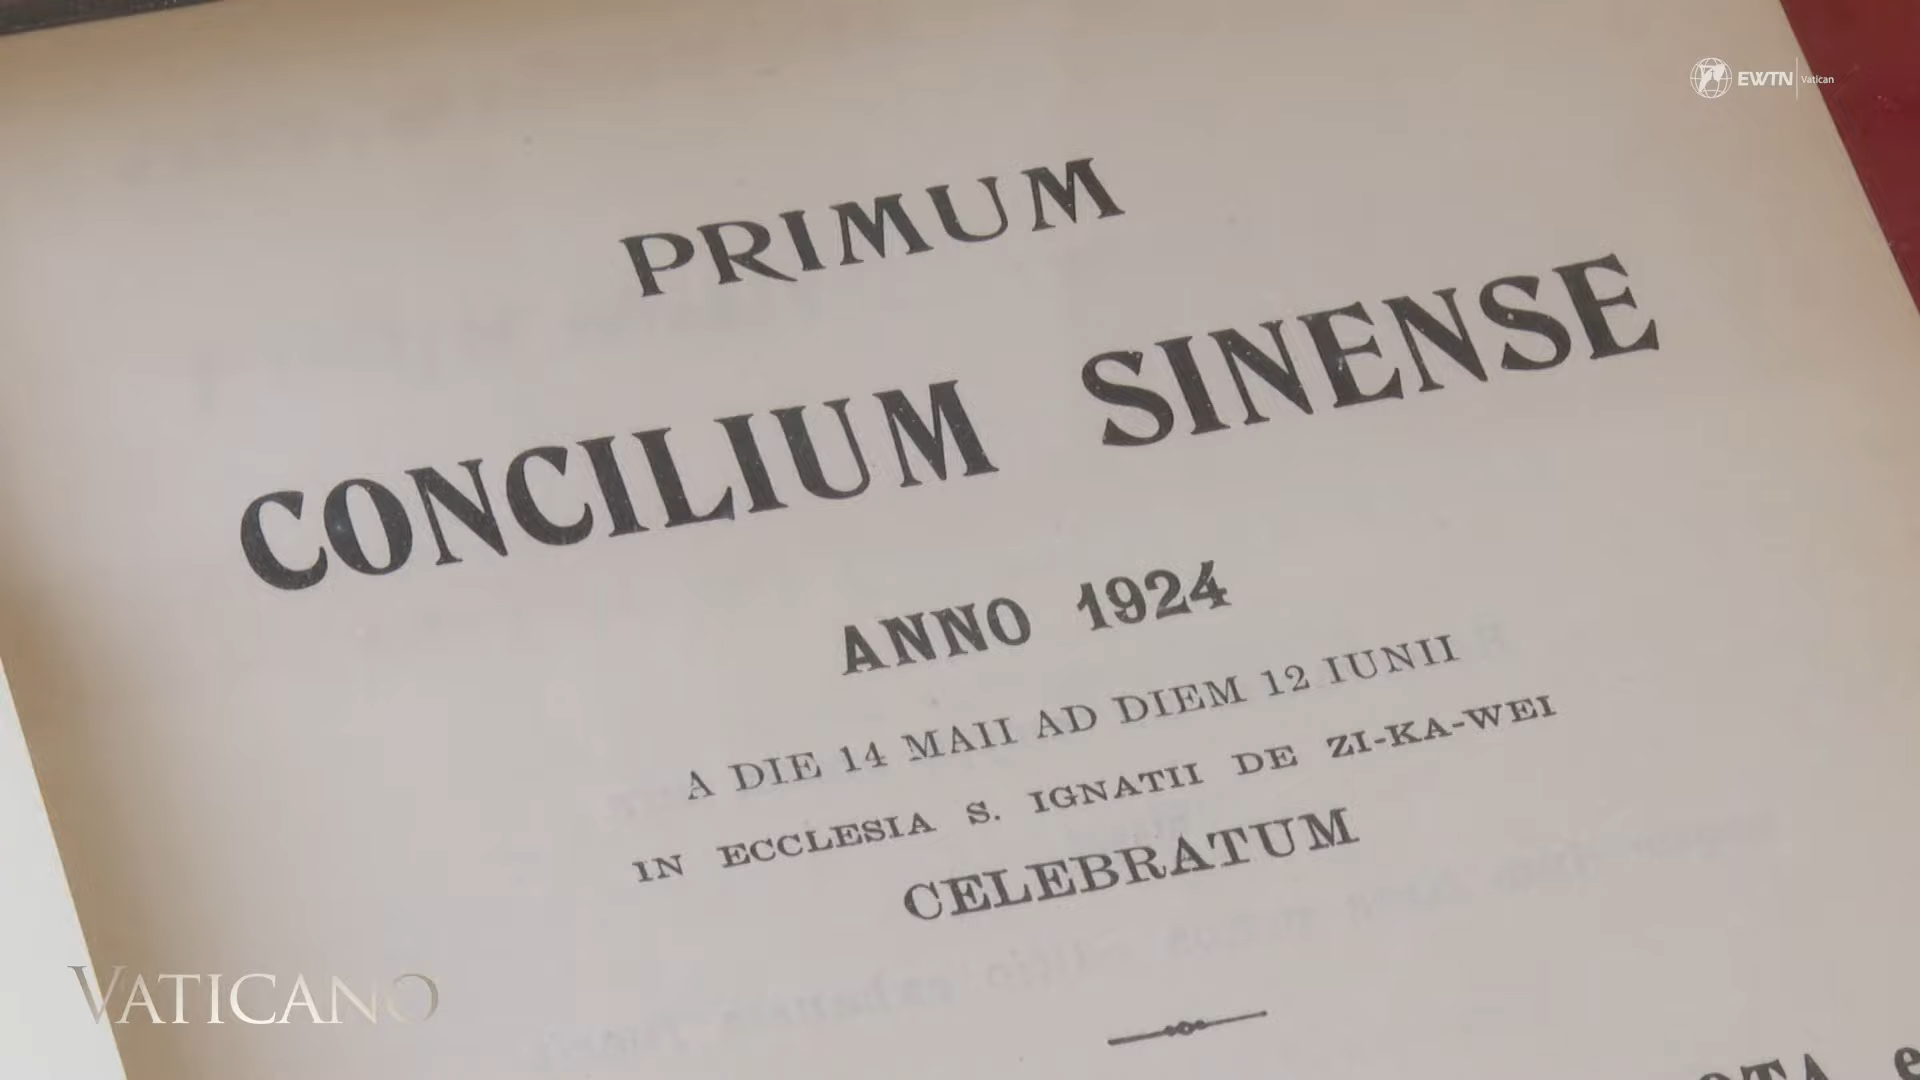 EWTN Vatican
PRIMUM
CONCILIUM SINENSE
ANNO 1924
A DIE 14 MAII AD DIEM 12 IUNII
IN ECCLESIA S. IGNATII DE ZI-KA-WEI
CELEBRATUM
VATICANO